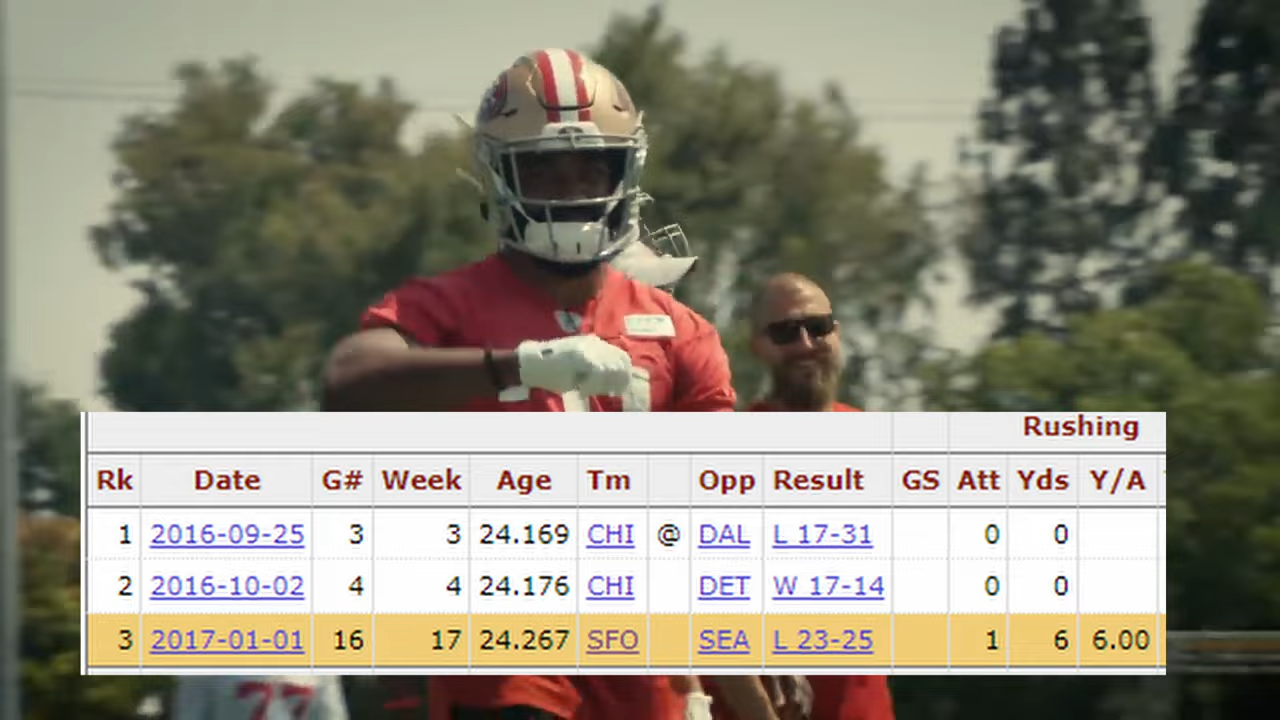 Rushing
Rk Date G# Week Age Tm Opp Result GS Att Yds Y/A
1 2016-09-25 3 3 24.169 CHI @ DAL L 17-31 0 0
2 2016-10-02 4 4 24.176 CHI DET W 17-14 0 0
3 2017-01-01 16 17 24.267 SFO SEA L 23-25 1 6 6.00
77